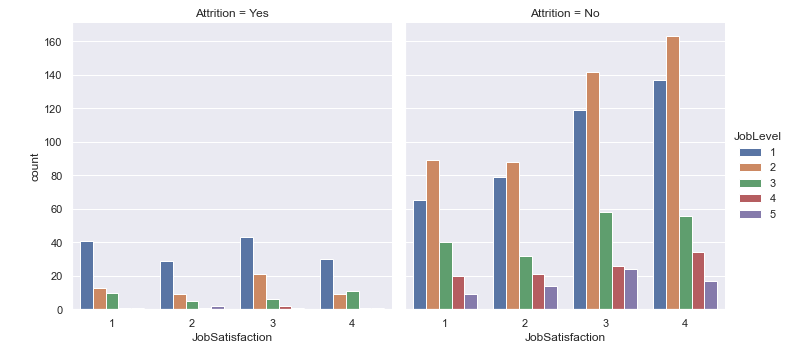 Attrition = Yes
Attrition = No
160
140
120
100
80
60
40
20
0
count
1 2 3 4
JobSatisfaction
1 2 3 4
JobSatisfaction
JobLevel
1
2
3
4
5